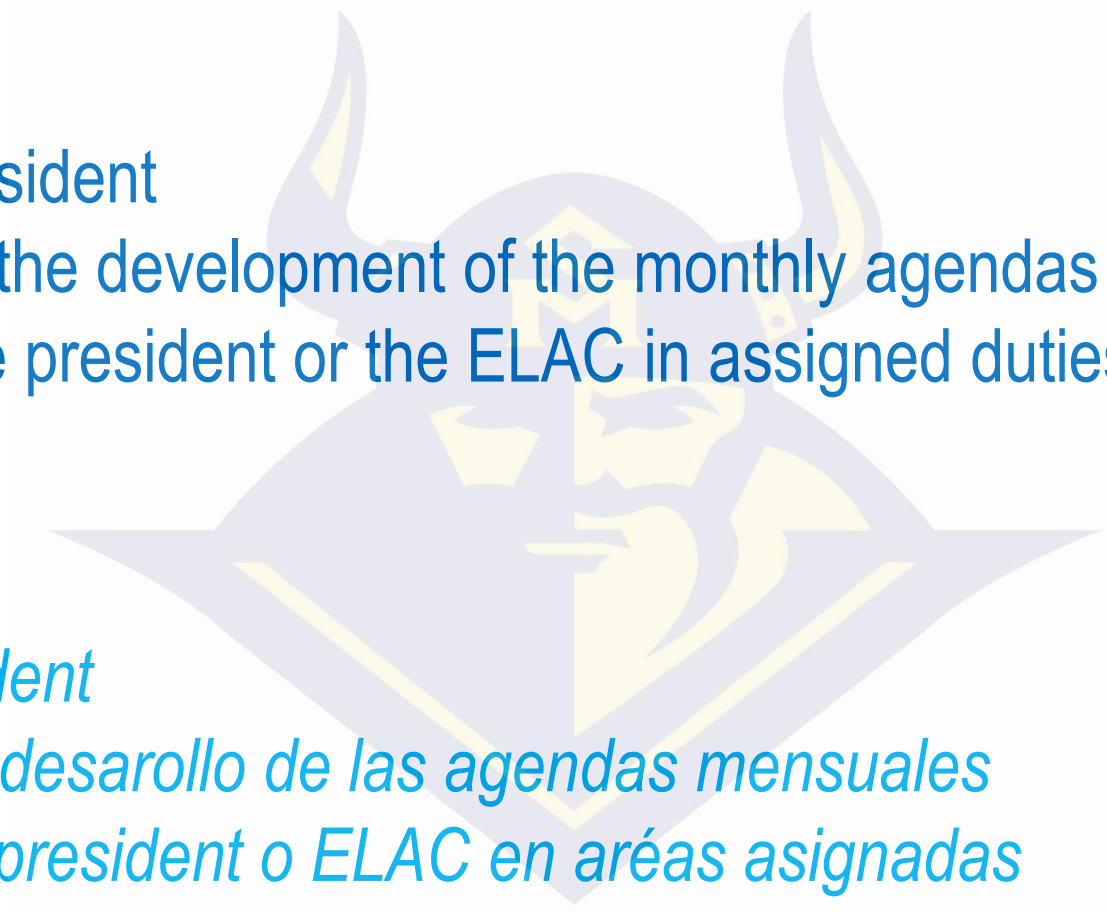 sident
the development of the monthly agendas
e president or the ELAC in assigned duties
dent
desarollo de las agendas mensuales
president o ELAC en aréas asignadas